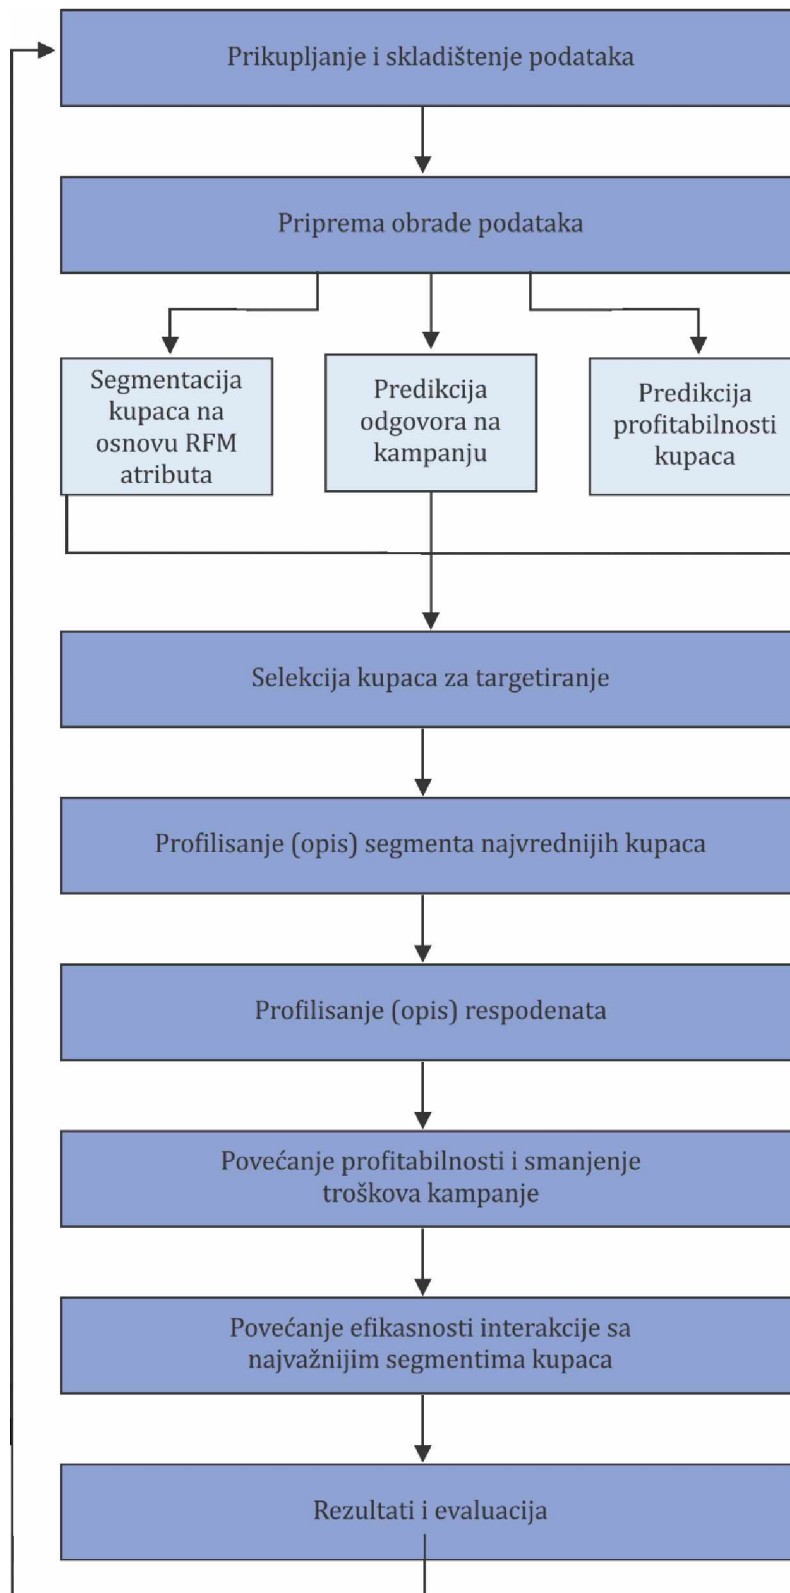 Prikupljanje i skladištenje podataka
Priprema obrade podataka
Segmentacija
kupaca na
osnovu RFM
atributa
Predikcija
odgovora na
kampanju
Predikcija
profitabilnosti
kupaca
Selekcija kupaca za targetiranje
Profilisanje (opis) segmenta najvrednijih kupaca
Profilisanje (opis) respodenata
Povećanje profitabilnosti i smanjenje
troškova kampanje
Povećanje efikasnosti interakcije sa
najvažnijim segmentima kupaca
Rezultati i evaluacija